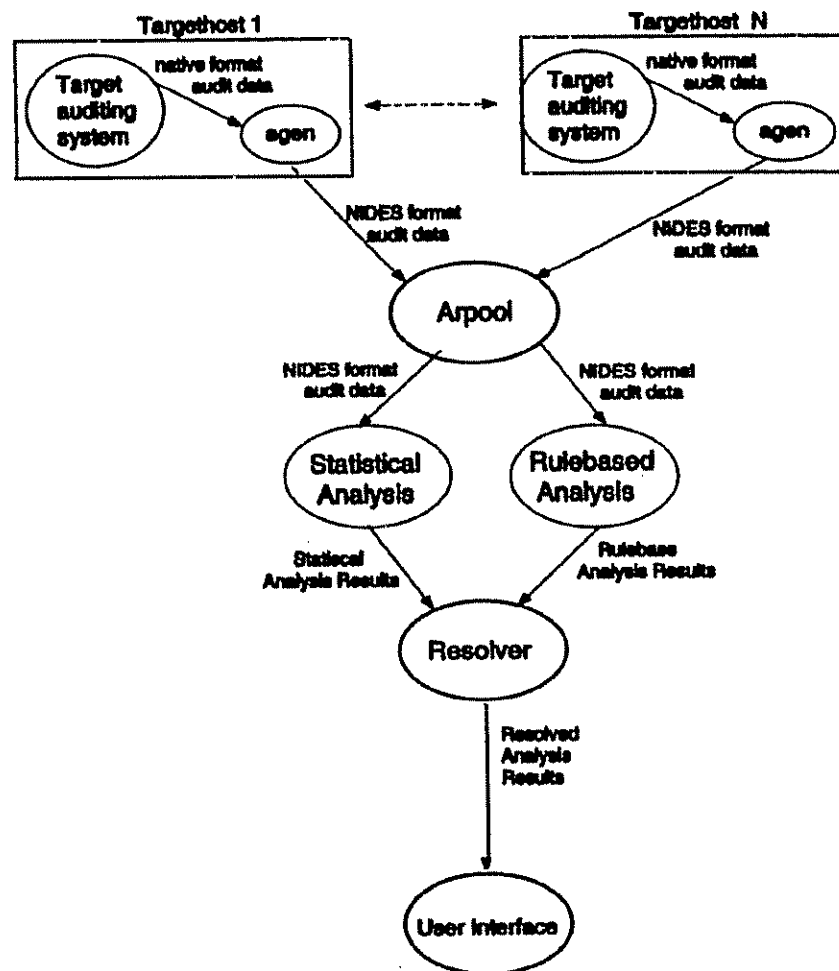 Targethost 1
Targethost N
native format
audit data
Target
auditing
system
agen
native format
audit data
Target
auditing
system
agen
NIDES format
audit data
NIDES format
audit data
Arpool
NIDES format
audit data
NIDES format
audit data
Statistical
Analysis
Rulebased
Analysis
Statiecal
Analysis Results
Rulebase
Analysis Results
Resolver
Resolved
Analysis
Results
User Interface